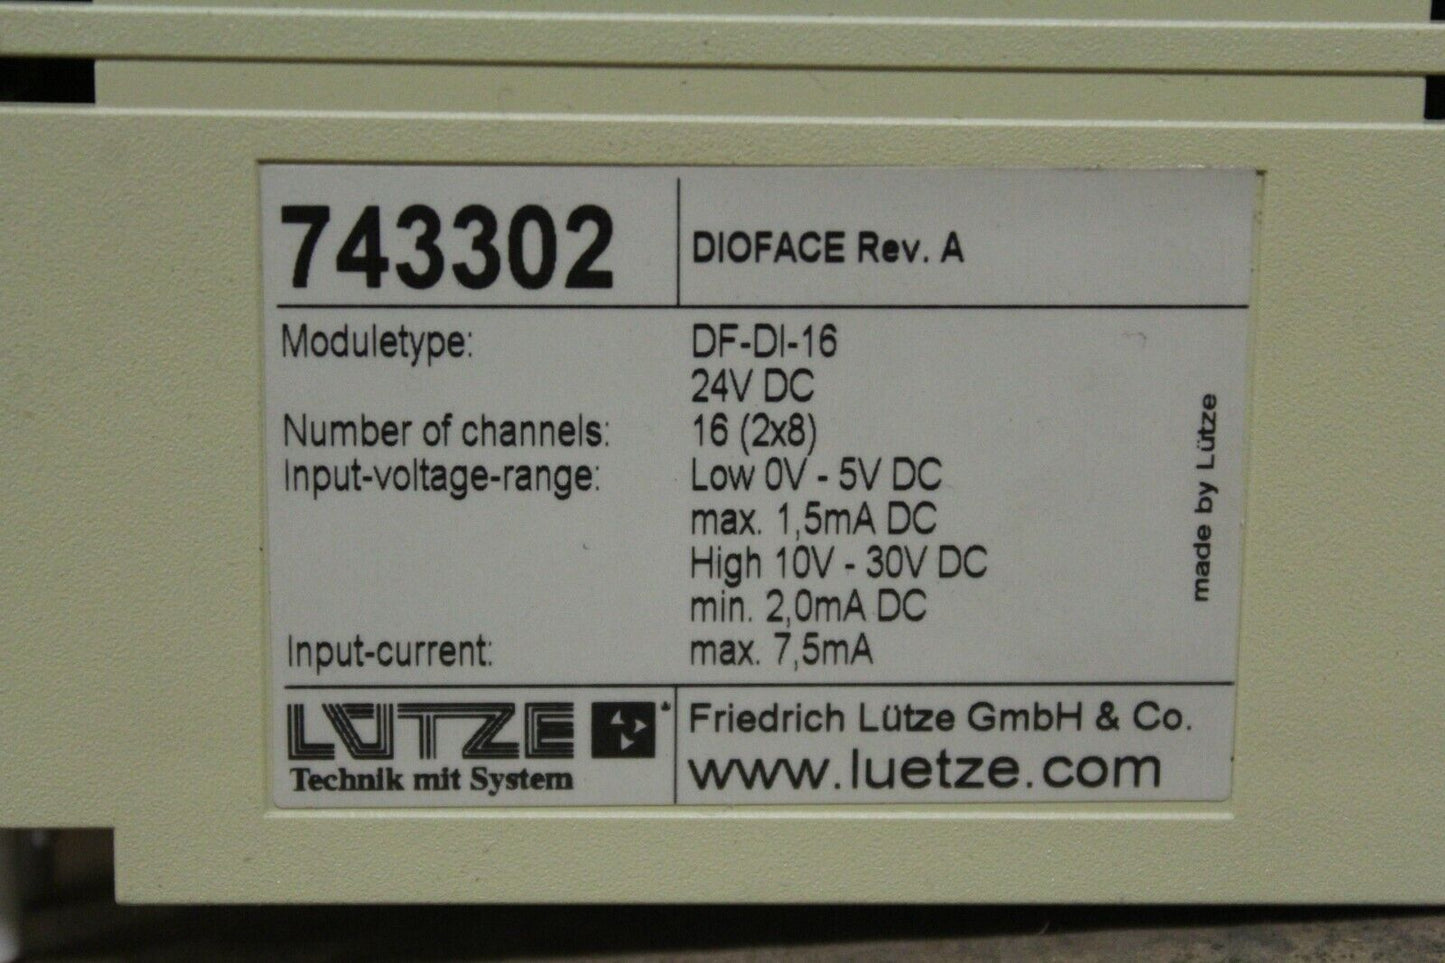 743302 DIOFACE Rev. A
Moduletype: DF-DI-16
24V DC
Number of channels: 16 (2x8)
Input-voltage-range: Low 0V - 5V DC
max. 1,5mA DC
High 10V - 30V DC
min. 2,0mA DC
Input-current: max. 7,5mA
made by Lütze
LÜTZE
Technik mit System
Friedrich Lütze GmbH & Co.
www.luetze.com